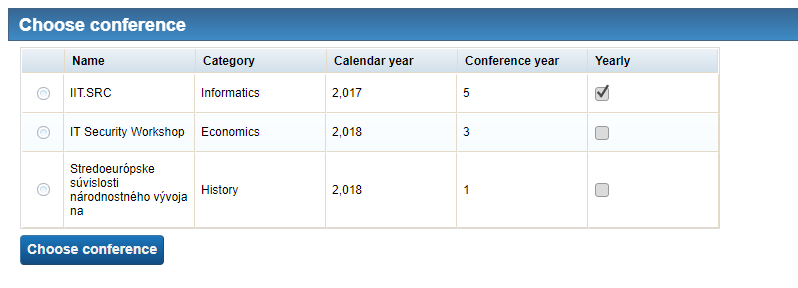 Choose conference
Name Category Calendar year Conference year Yearly
IIT.SRC Informatics 2,017 5
IT Security Workshop Economics 2,018 3
Stredoeurópske
súvislosti
národnostného vývoja
na
History 2,018 1
Choose conference